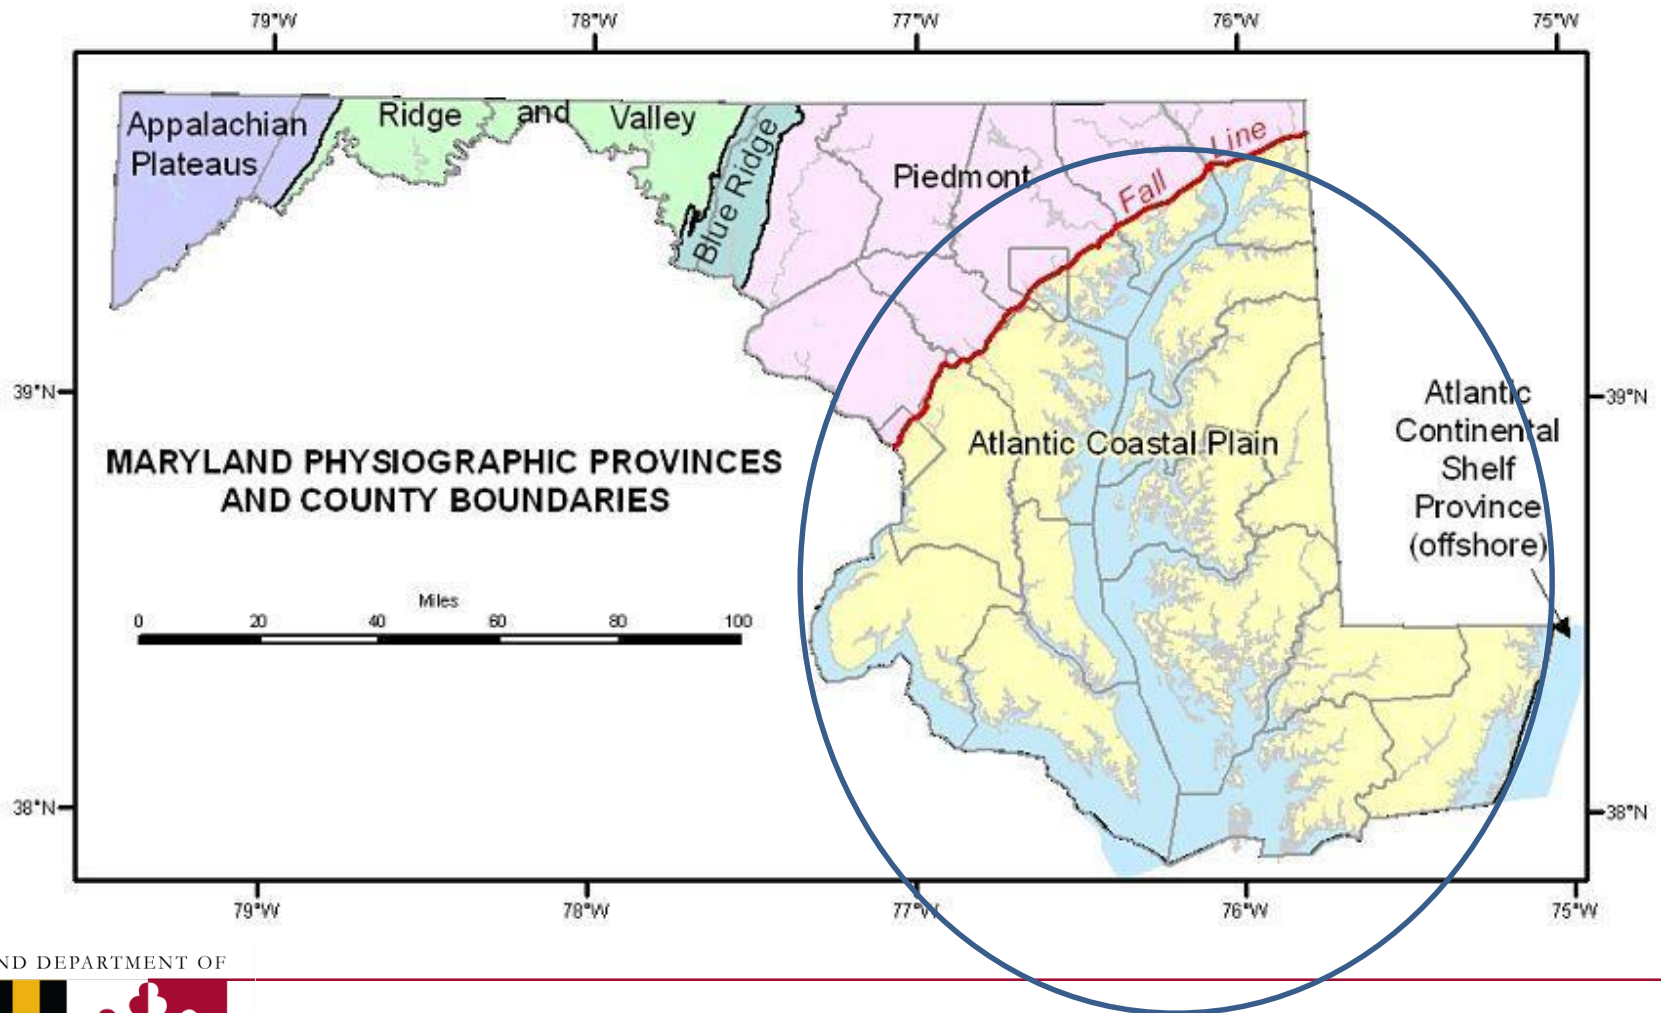 79°W 78°W 77°W 76°W 75°W
Appalachian
Plateaus
Ridge and Valley
Blue Ridge
Piedmont
Fall Line
39°N 39°N
Atlantic
Continental
Shelf
Province
(offshore)
Atlantic Coastal Plain
MARYLAND PHYSIOGRAPHIC PROVINCES
AND COUNTY BOUNDARIES
Miles
0 20 40 60 80 100
38°N 38°N
79°W 78°W 77°W 76°W 75°W
ND DEPARTMENT OF